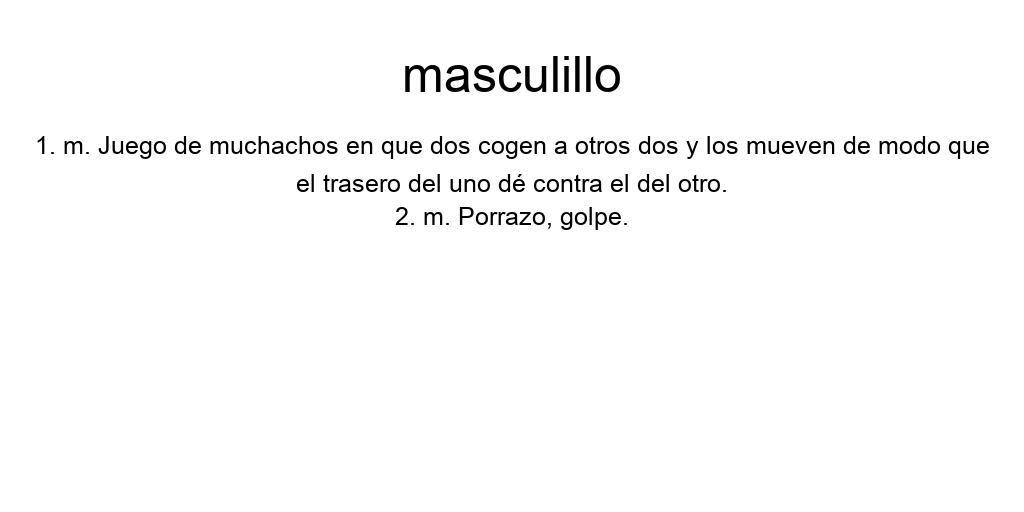 masculillo
1. m. Juego de muchachos en que dos cogen a otros dos y los mueven de modo que
el trasero del uno dé contra el del otro.
2. m. Porrazo, golpe.